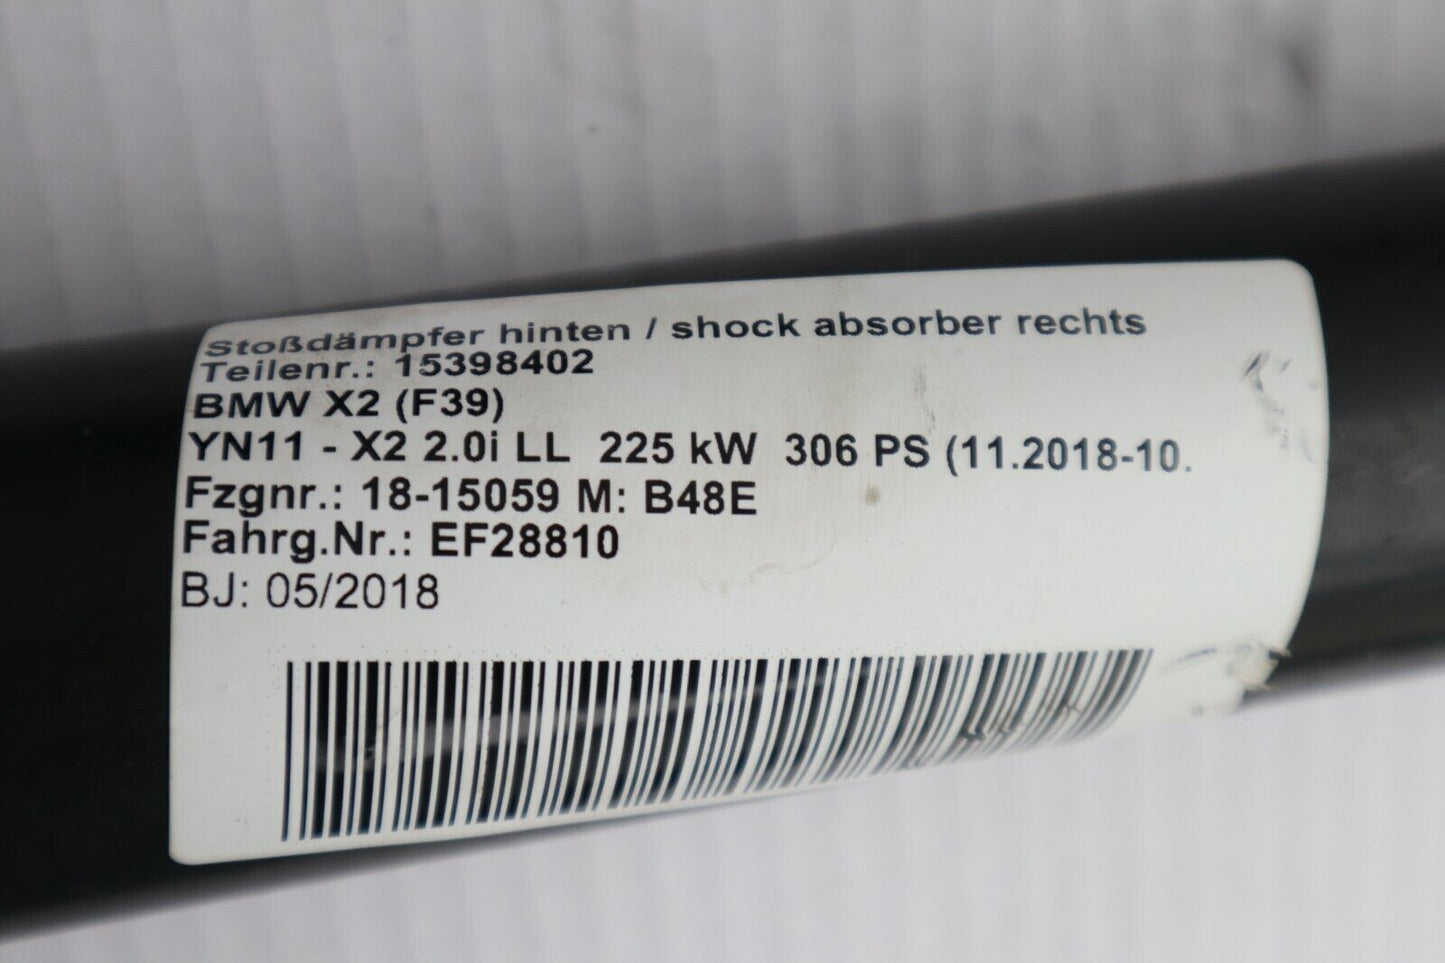 Stoßdämpfer hinten / shock absorber rechts
Teilenr.: 15398402
BMW X2 (F39)
YN11 - X2 2.0i LL  225 kW  306 PS (11.2018-10.
Fzgnr.: 18-15059 M: B48E
Fahrg.Nr.: EF28810
BJ: 05/2018